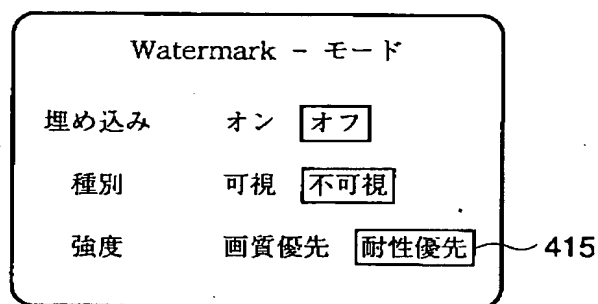 Watermark － モード
埋め込み オン オフ
種別 可視 不可視
強度 画質優先 耐性優先 415